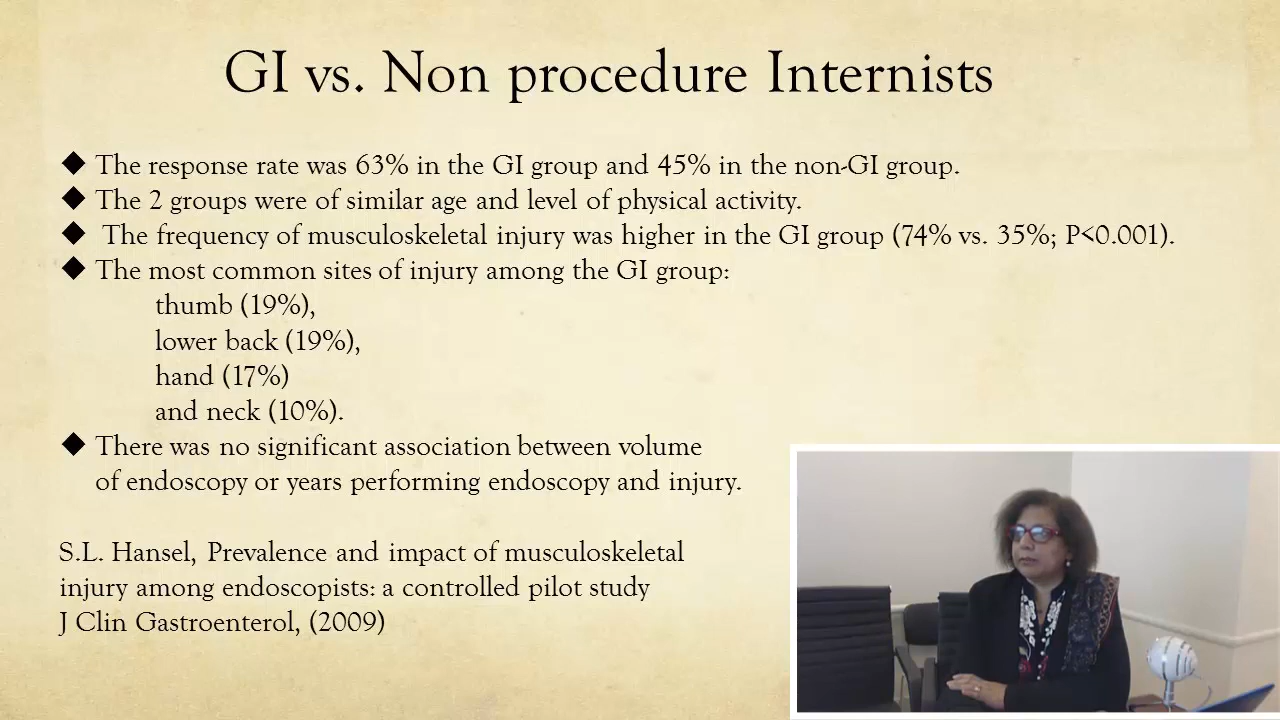 GI vs. Non procedure Internists
The response rate was 63% in the GI group and 45% in the non-GI group.
The 2 groups were of similar age and level of physical activity.
The frequency of musculoskeletal injury was higher in the GI group (74% vs. 35%; P<0.001).
The most common sites of injury among the GI group:
thumb (19%),
lower back (19%),
hand (17%)
and neck (10%).
There was no significant association between volume
of endoscopy or years performing endoscopy and injury.
S.L. Hansel, Prevalence and impact of musculoskeletal
injury among endoscopists: a controlled pilot study
J Clin Gastroenterol, (2009)